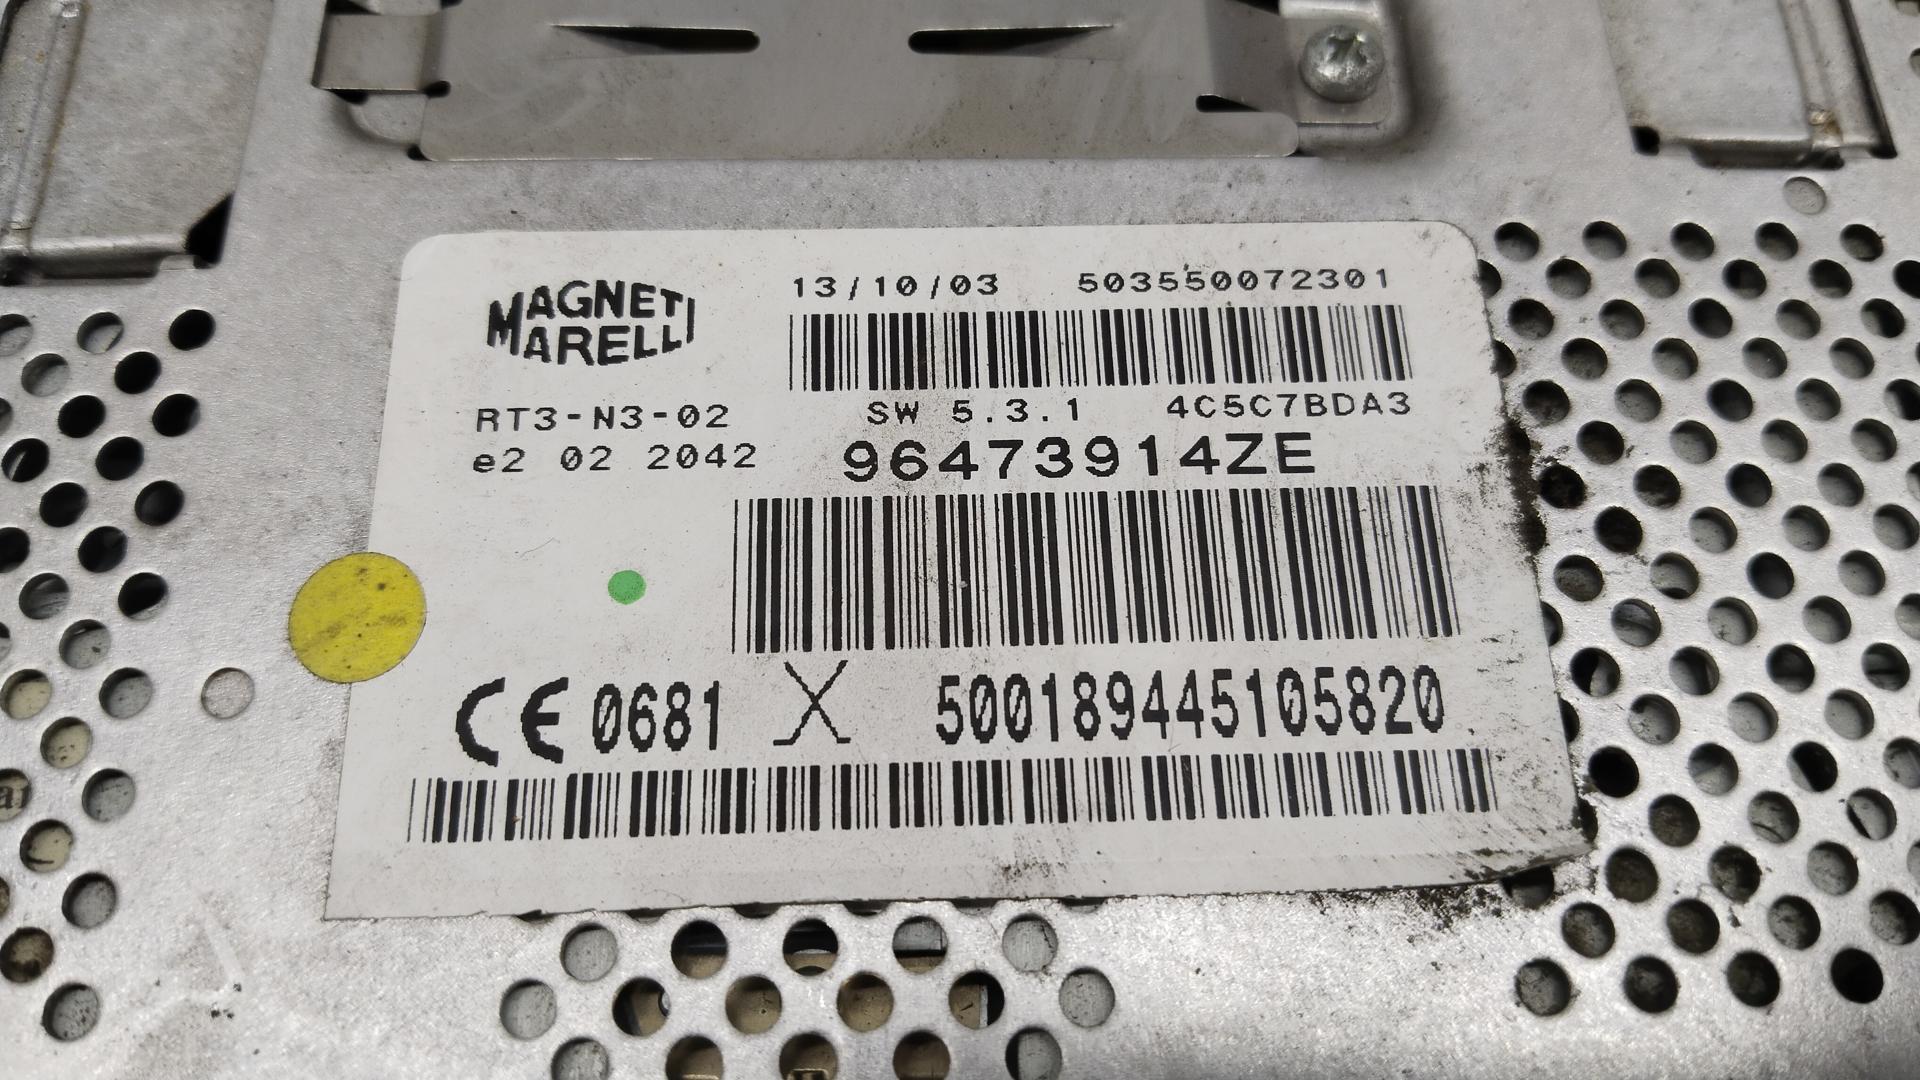 MAGNETI
MARELLI
13/10/03 503550072301
RT3-N3-02
SW 5.3.1 4C5C7BDA3
e2 02 2042
96473914ZE
CE 0681
500189445105820